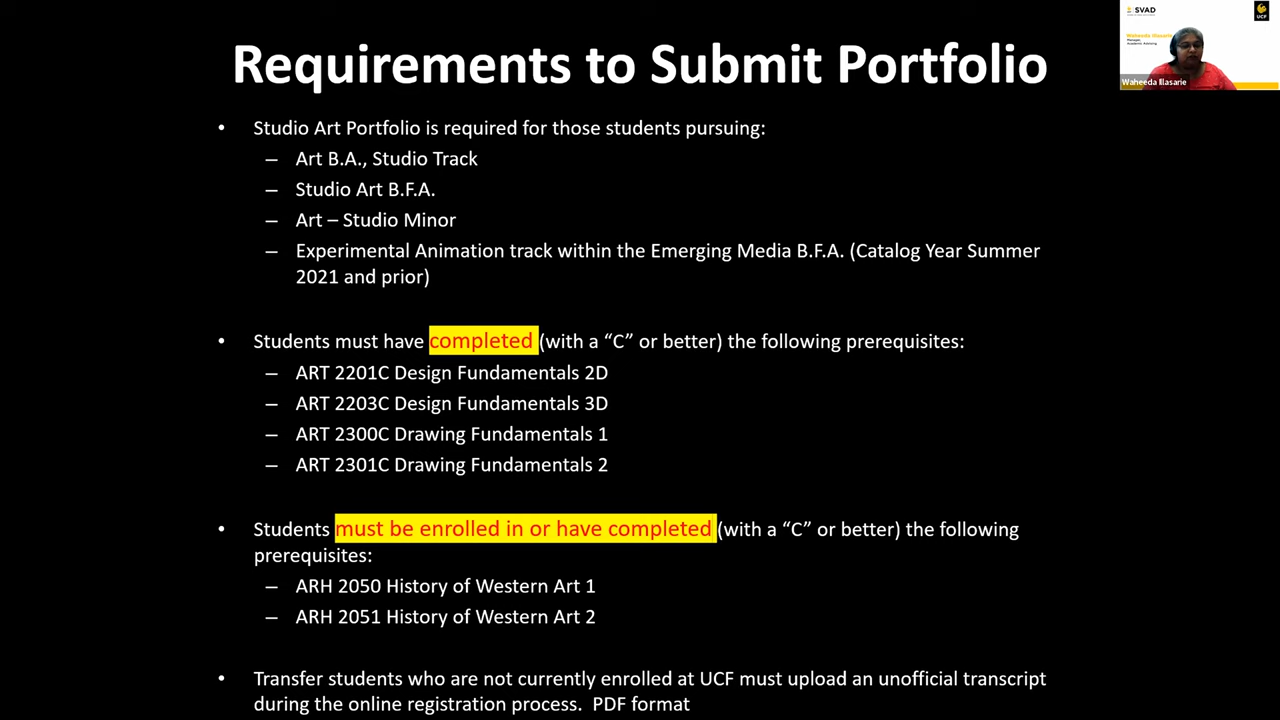 SVAD
UCF
Waheeda Illasarie
Manager,
Academic Advising
Waheeda Illasarie
Requirements to Submit Portfolio
• Studio Art Portfolio is required for those students pursuing:
– Art B.A., Studio Track
– Studio Art B.F.A.
– Art – Studio Minor
– Experimental Animation track within the Emerging Media B.F.A. (Catalog Year Summer
2021 and prior)
• Students must have completed (with a “C” or better) the following prerequisites:
– ART 2201C Design Fundamentals 2D
– ART 2203C Design Fundamentals 3D
– ART 2300C Drawing Fundamentals 1
– ART 2301C Drawing Fundamentals 2
• Students must be enrolled in or have completed (with a “C” or better) the following
prerequisites:
– ARH 2050 History of Western Art 1
– ARH 2051 History of Western Art 2
• Transfer students who are not currently enrolled at UCF must upload an unofficial transcript
during the online registration process.  PDF format